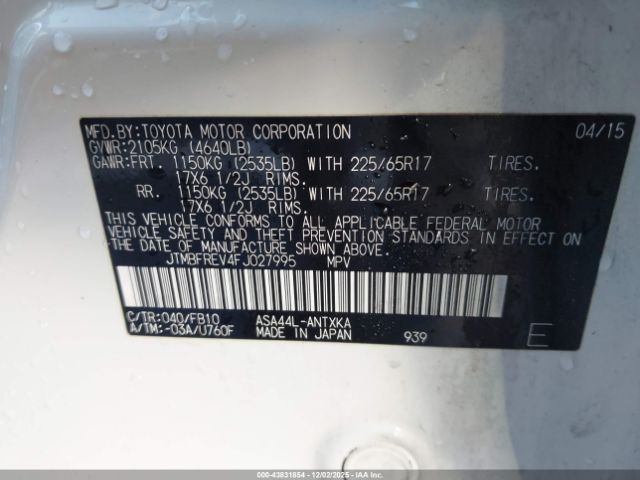 MFD.BY:TOYOTA MOTOR CORPORATION 04/15
GVWR:2105KG (4640LB)
GAWR:FRT. 1150KG (2535LB) WITH 225/65R17 TIRES.
17X6 1/2J, RIMS.
RR. 1150KG (2535LB) WITH 225/65R17 TIRES.
17X6 1/2J, RIMS.
THIS VEHICLE CONFORMS TO ALL APPLICABLE FEDERAL MOTOR
VEHICLE SAFETY AND THEFT PREVENTION STANDARDS IN EFFECT ON
THE DATE OF MANUFACTURE SHOWN ABOVE.
JTMBFREV4FJ027995 MPV
C/TR:040/FB10 ASA44L-ANTXKA
A/TM:-03A/U760F MADE IN JAPAN 939 E
000-43831854 | 12/02/2025 | IAAI.com